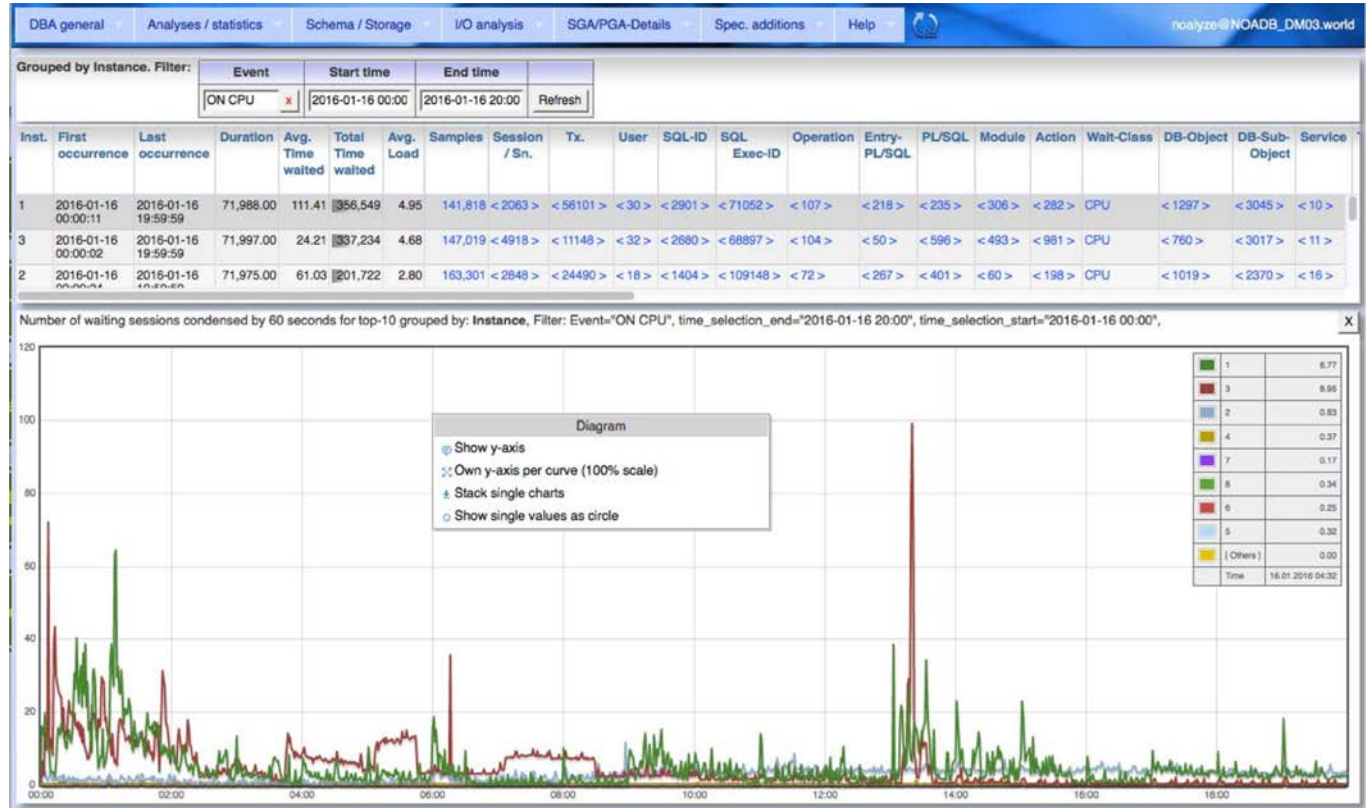 DBA general Analyses / statistics Schema / Storage I/O analysis SGA/PGA-Details Spec. additions Help noalyze@NOADB_DM03.world
Grouped by Instance. Filter: Event Start time End time
ON CPU x 2016-01-16 00:00 2016-01-16 20:00 Refresh
Inst. First occurrence Last occurrence Duration Avg. Time waited Total Time waited Avg. Load Samples Session / Sn. Tx. User SQL-ID SQL Exec-ID Operation Entry-PL/SQL PL/SQL Module Action Wait-Class DB-Object DB-Sub-Object Service
1 2016-01-16 00:00:11 2016-01-16 19:59:59 71,988.00 111.41 356,549 4.95 141,818 < 2063 > < 56101 > < 30 > < 2901 > < 71052 > < 107 > < 218 > < 235 > < 306 > < 282 > CPU < 1297 > < 3045 > < 10 >
3 2016-01-16 00:00:02 2016-01-16 19:59:59 71,997.00 24.21 337,234 4.68 147,019 < 4918 > < 11148 > < 32 > < 2680 > < 68897 > < 104 > < 50 > < 596 > < 493 > < 981 > CPU < 760 > < 3017 > < 11 >
2 2016-01-16 2016-01-16 71,975.00 61.03 201,722 2.80 163,301 < 2848 > < 24490 > < 18 > < 1404 > < 109148 > < 72 > < 267 > < 401 > < 60 > < 198 > CPU < 1019 > < 2370 > < 16 >
Number of waiting sessions condensed by 60 seconds for top-10 grouped by: Instance, Filter: Event="ON CPU", time_selection_end="2016-01-16 20:00", time_selection_start="2016-01-16 00:00", X
120
100
80
60
40
20
0
Diagram
Show y-axis
Own y-axis per curve (100% scale)
Stack single charts
Show single values as circle
1 6.77
3 6.95
2 0.83
4 0.37
7 0.17
8 0.34
6 0.25
5 0.32
[ Others ] 0.00
Time 16.01.2016 04:32
00:00 02:00 04:00 06:00 08:00 10:00 12:00 14:00 16:00 18:00